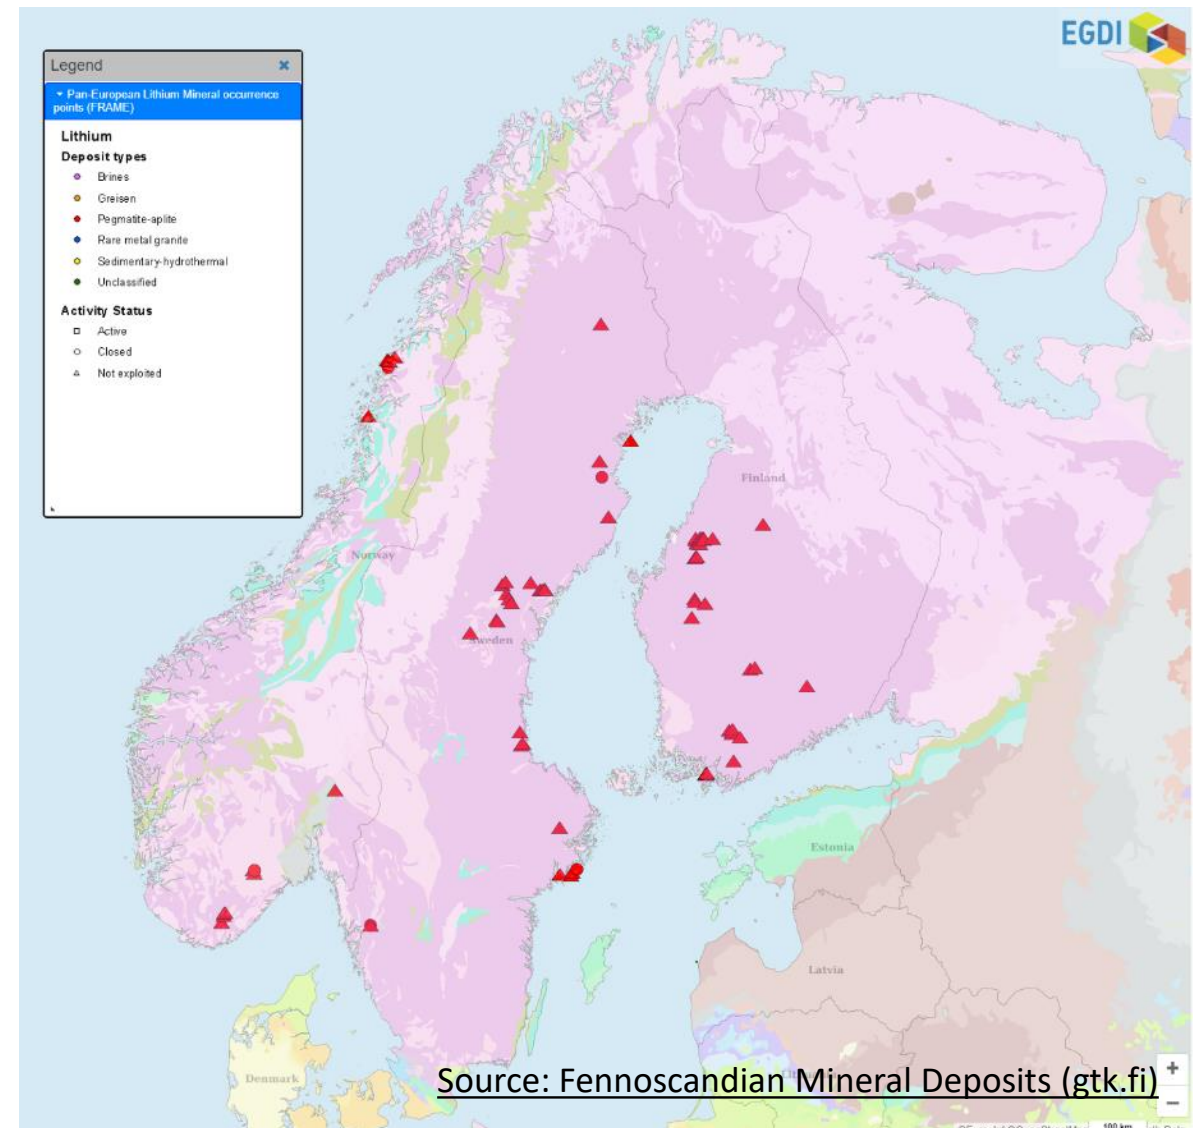 EGDI
Legend
Pan-European Lithium Mineral occurrence
points (FRAME)
Lithium
Deposit types
Brines
Greisen
Pegmatite-aplite
Rare metal granite
Sedimentary-hydrothermal
Unclassified
Activity Status
Active
Closed
Not exploited
Finland
Norway
Sweden
Estonia
Latvia
Denmark
Source: Fennoscandian Mineral Deposits (gtk.fi)
+
−
100 km